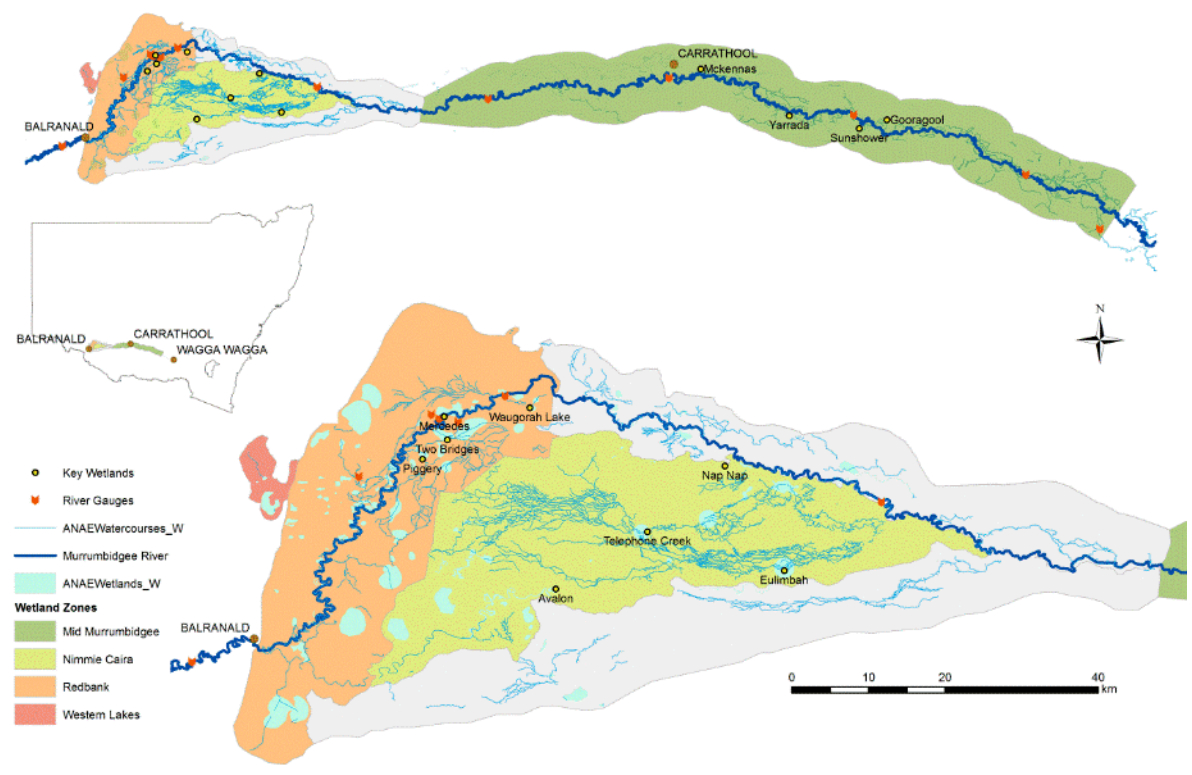 CARRATHOOL
Mckennas
BALRANALD
Yarrada
Gooragool
Sunshower
BALRANALD
CARRATHOOL
WAGGA WAGGA
N
Waugorah Lake
Mercedes
Two Bridges
Piggery
Nap Nap
Telephone Creek
Eulimbah
Avalon
BALRANALD
Key Wetlands
River Gauges
ANAEWatercourses_W
Murrumbidgee River
ANAEWetlands_W
Wetland Zones
Mid Murrumbidgee
Nimmie Caira
Redbank
Western Lakes
0 10 20 40
km